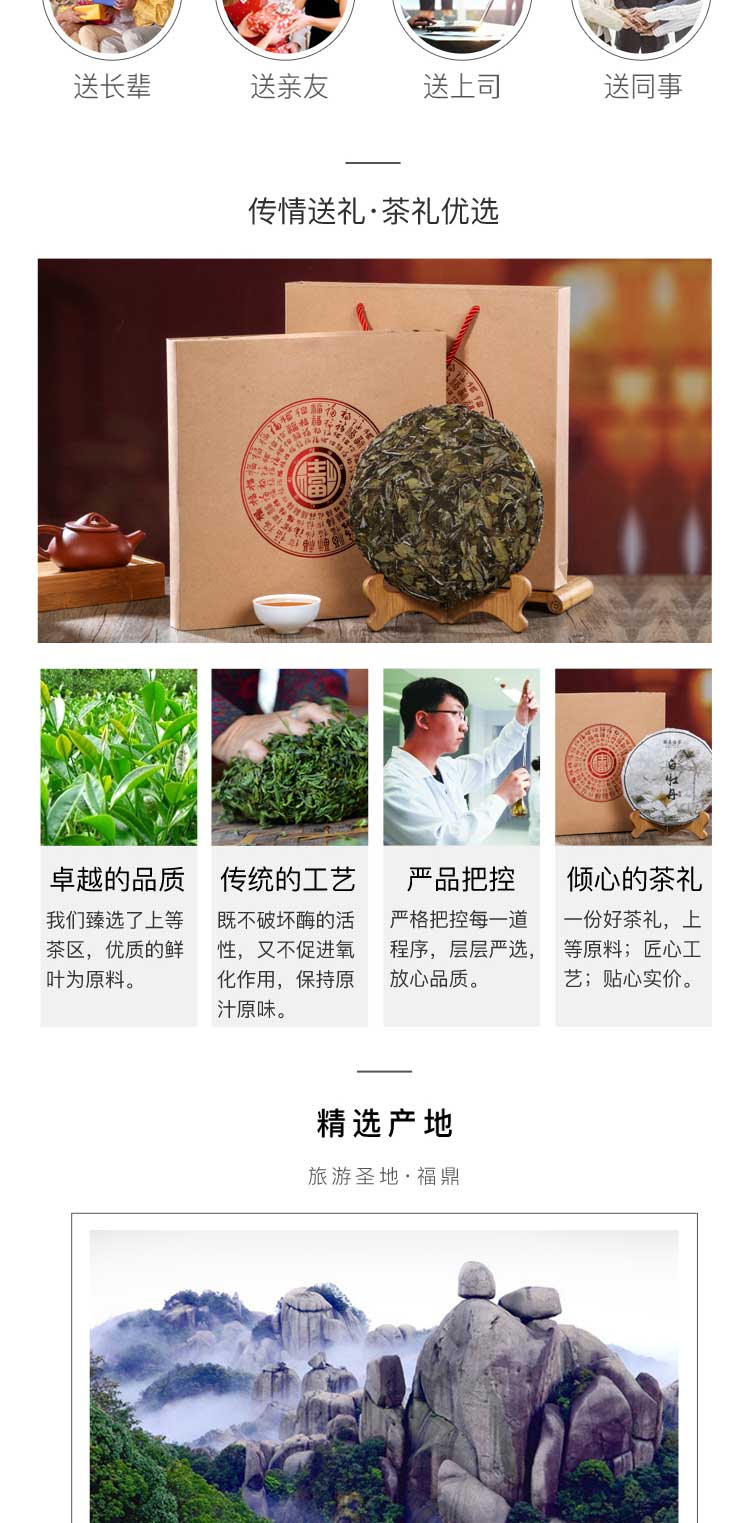 送长辈
送亲友
送上司
送同事
传情送礼·茶礼优选
福
白牡丹
卓越的品质
我们臻选了上等
茶区，优质的鲜
叶为原料。
传统的工艺
既不破坏酶的活
性，又不促进氧
化作用，保持原
汁原味。
严品把控
严格把控每一道
程序，层层严选，
放心品质。
倾心的茶礼
一份好茶礼，上
等原料；匠心工
艺；贴心实价。
精选产地
旅游圣地·福鼎